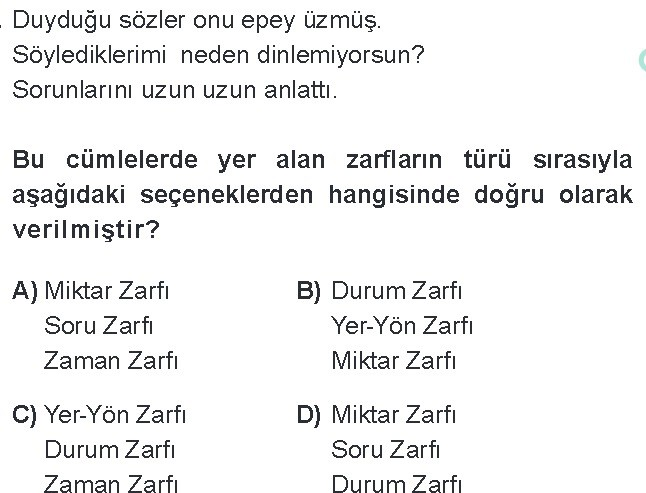 . Duyduğu sözler onu epey üzmüş.
Söylediklerimi neden dinlemiyorsun?
Sorunlarını uzun uzun anlattı.
Bu cümlelerde yer alan zarfların türü sırasıyla
aşağıdaki seçeneklerden hangisinde doğru olarak
verilmiştir?
A) Miktar Zarfı
Soru Zarfı
Zaman Zarfı
B) Durum Zarfı
Yer-Yön Zarfı
Miktar Zarfı
C) Yer-Yön Zarfı
Durum Zarfı
Zaman Zarfı
D) Miktar Zarfı
Soru Zarfı
Durum Zarfı